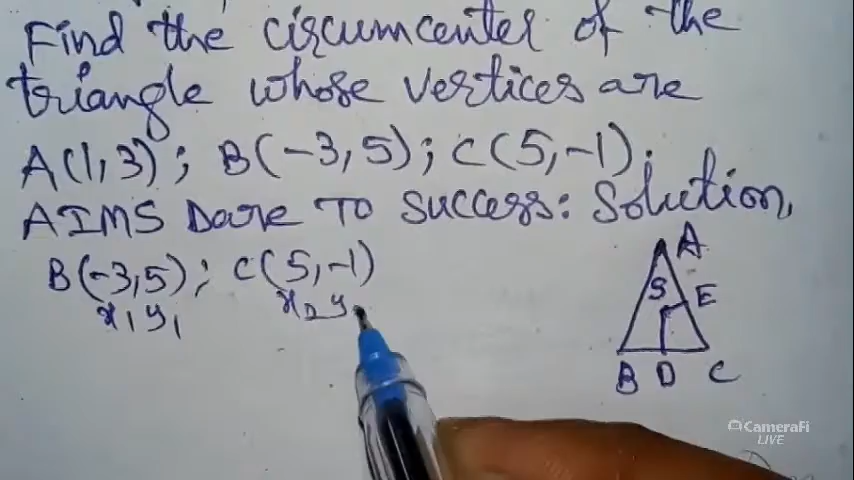 Find the circumcenter of the
triangle whose vertices are
A(1,3); B(-3,5); C(5,-1).
AIMS Dare To Success: Solution,
B(-3,5); C(5,-1)
x1 y1 x2 y
A
S E
B D C
CameraFi
LIVE